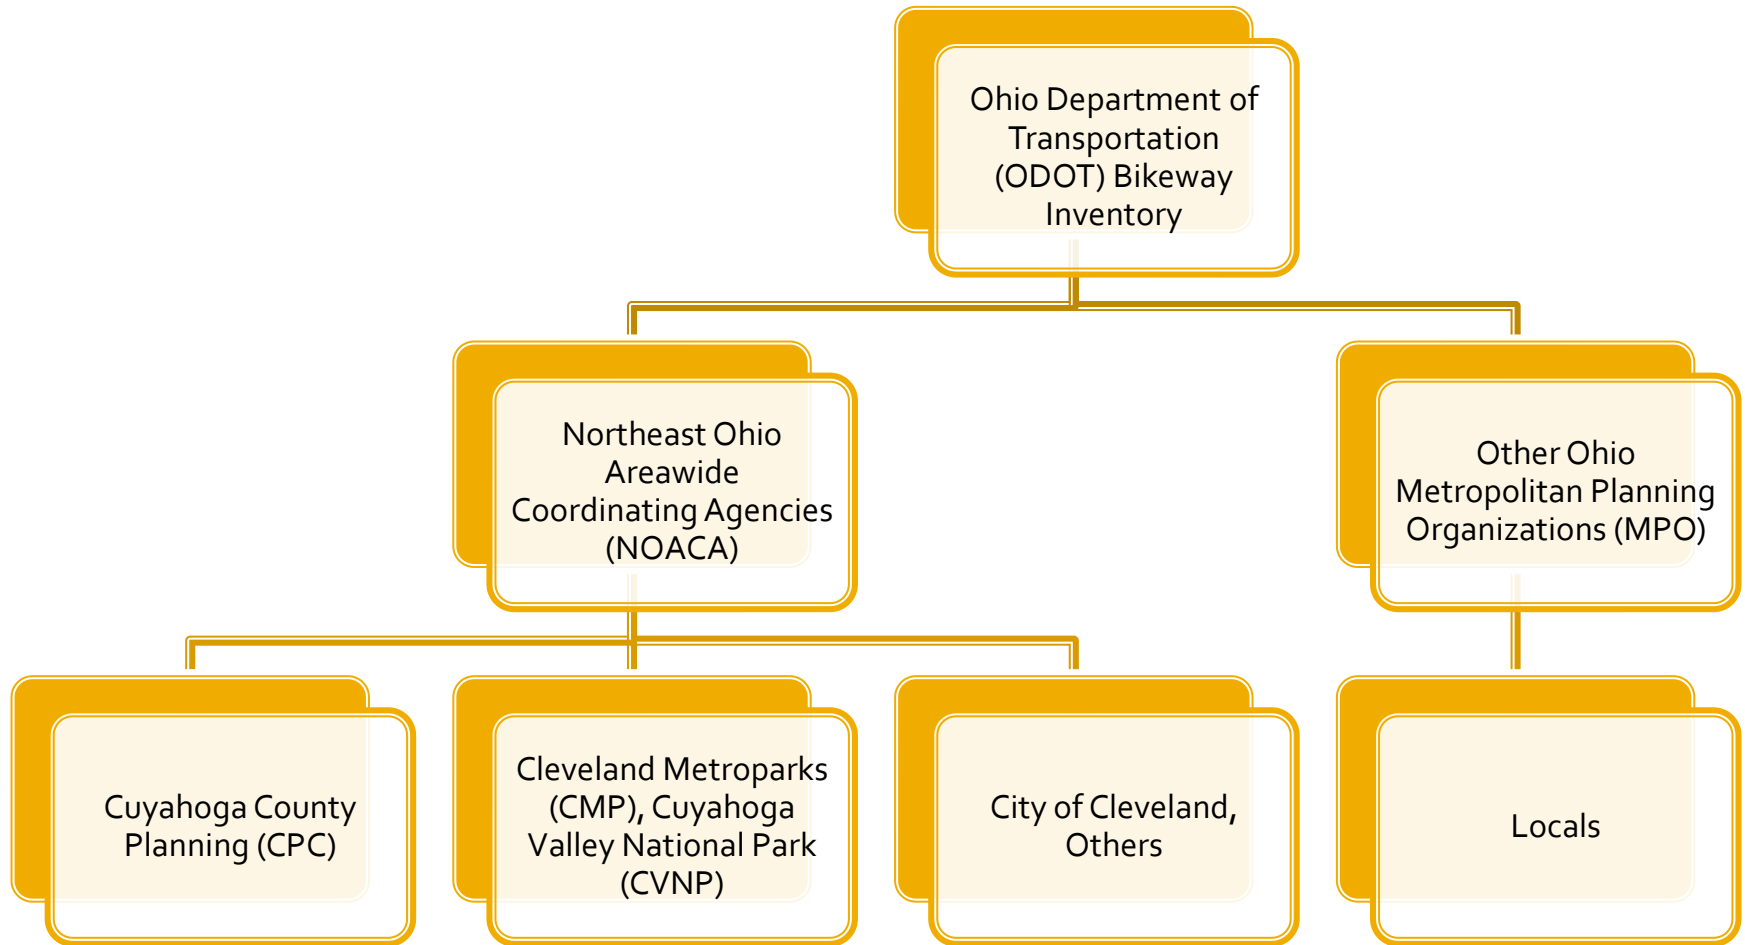 Ohio Department of
Transportation
(ODOT) Bikeway
Inventory
Northeast Ohio
Areawide
Coordinating Agencies
(NOACA)
Other Ohio
Metropolitan Planning
Organizations (MPO)
Cuyahoga County
Planning (CPC)
Cleveland Metroparks
(CMP), Cuyahoga
Valley National Park
(CVNP)
City of Cleveland,
Others
Locals